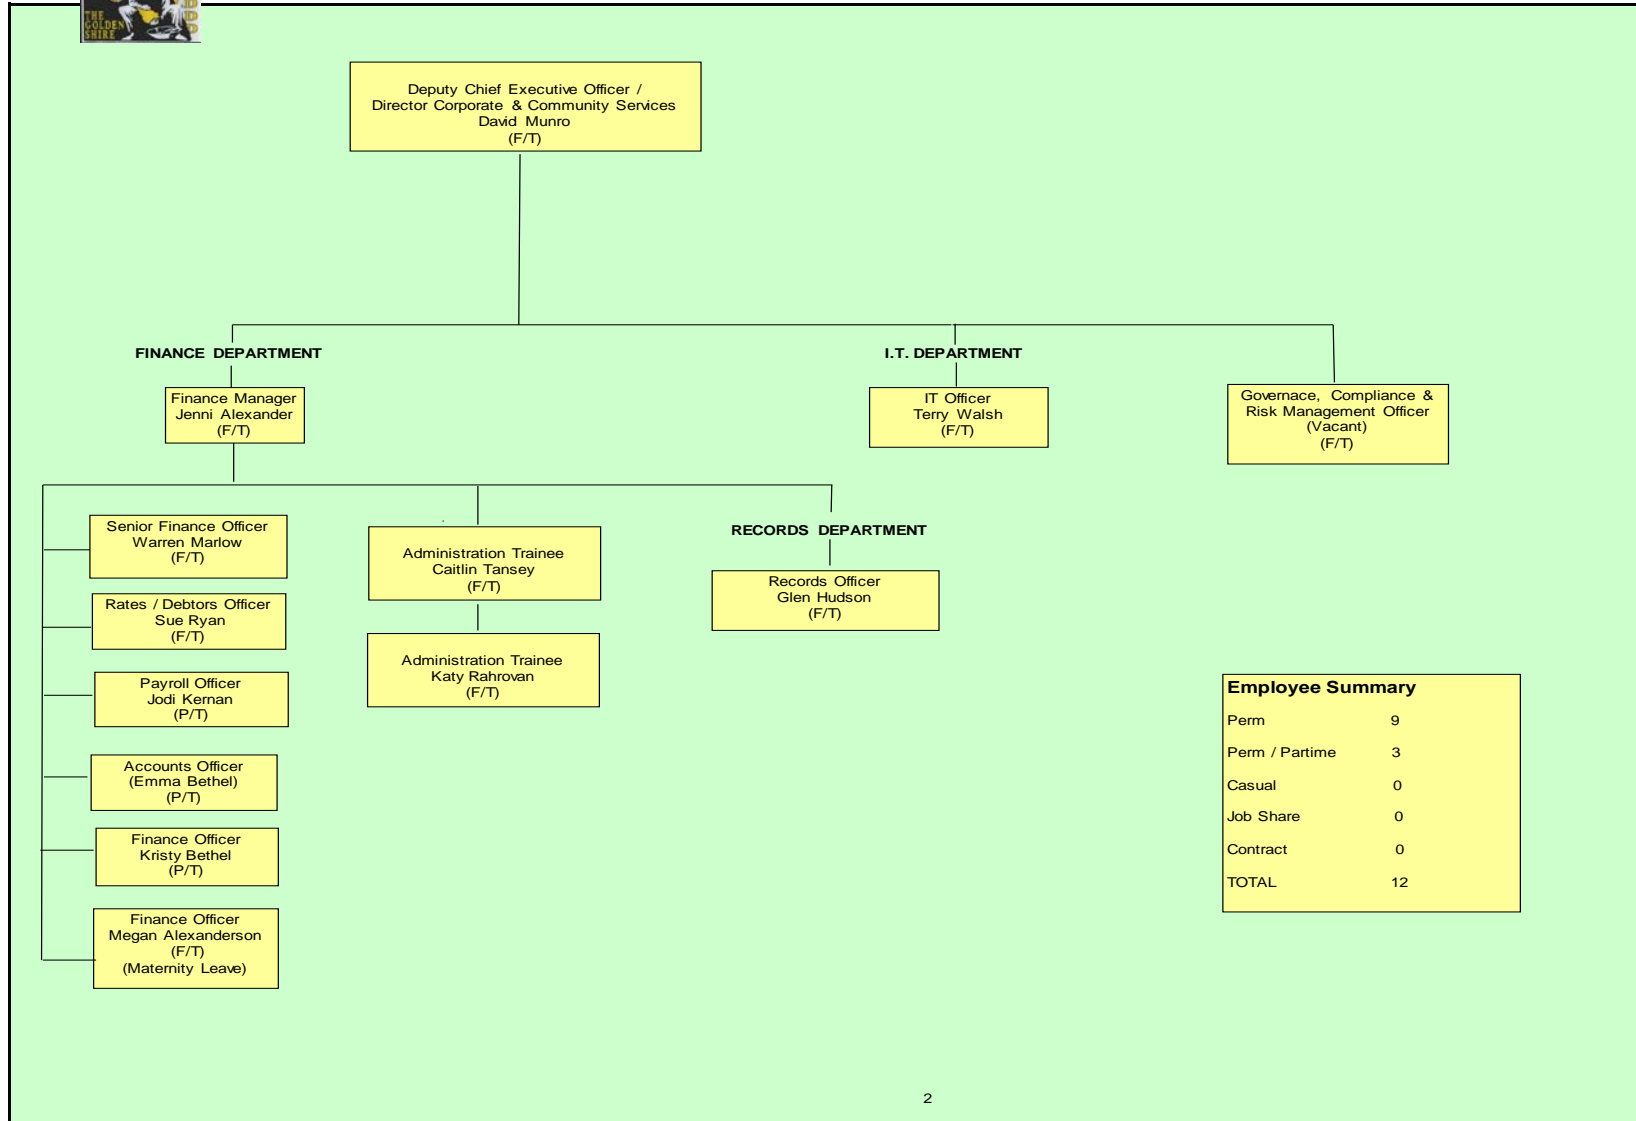 THE
GOLDEN
SHIRE
Deputy Chief Executive Officer /
Director Corporate & Community Services
David Munro
(F/T)
FINANCE DEPARTMENT
Finance Manager
Jenni Alexander
(F/T)
I.T. DEPARTMENT
IT Officer
Terry Walsh
(F/T)
Governace, Compliance &
Risk Management Officer
(Vacant)
(F/T)
Senior Finance Officer
Warren Marlow
(F/T)
Rates / Debtors Officer
Sue Ryan
(F/T)
Payroll Officer
Jodi Kernan
(P/T)
Accounts Officer
(Emma Bethel)
(P/T)
Finance Officer
Kristy Bethel
(P/T)
Finance Officer
Megan Alexanderson
(F/T)
(Maternity Leave)
Administration Trainee
Caitlin Tansey
(F/T)
Administration Trainee
Katy Rahrovan
(F/T)
RECORDS DEPARTMENT
Records Officer
Glen Hudson
(F/T)
Employee Summary
Perm 9
Perm / Partime 3
Casual 0
Job Share 0
Contract 0
TOTAL 12
2